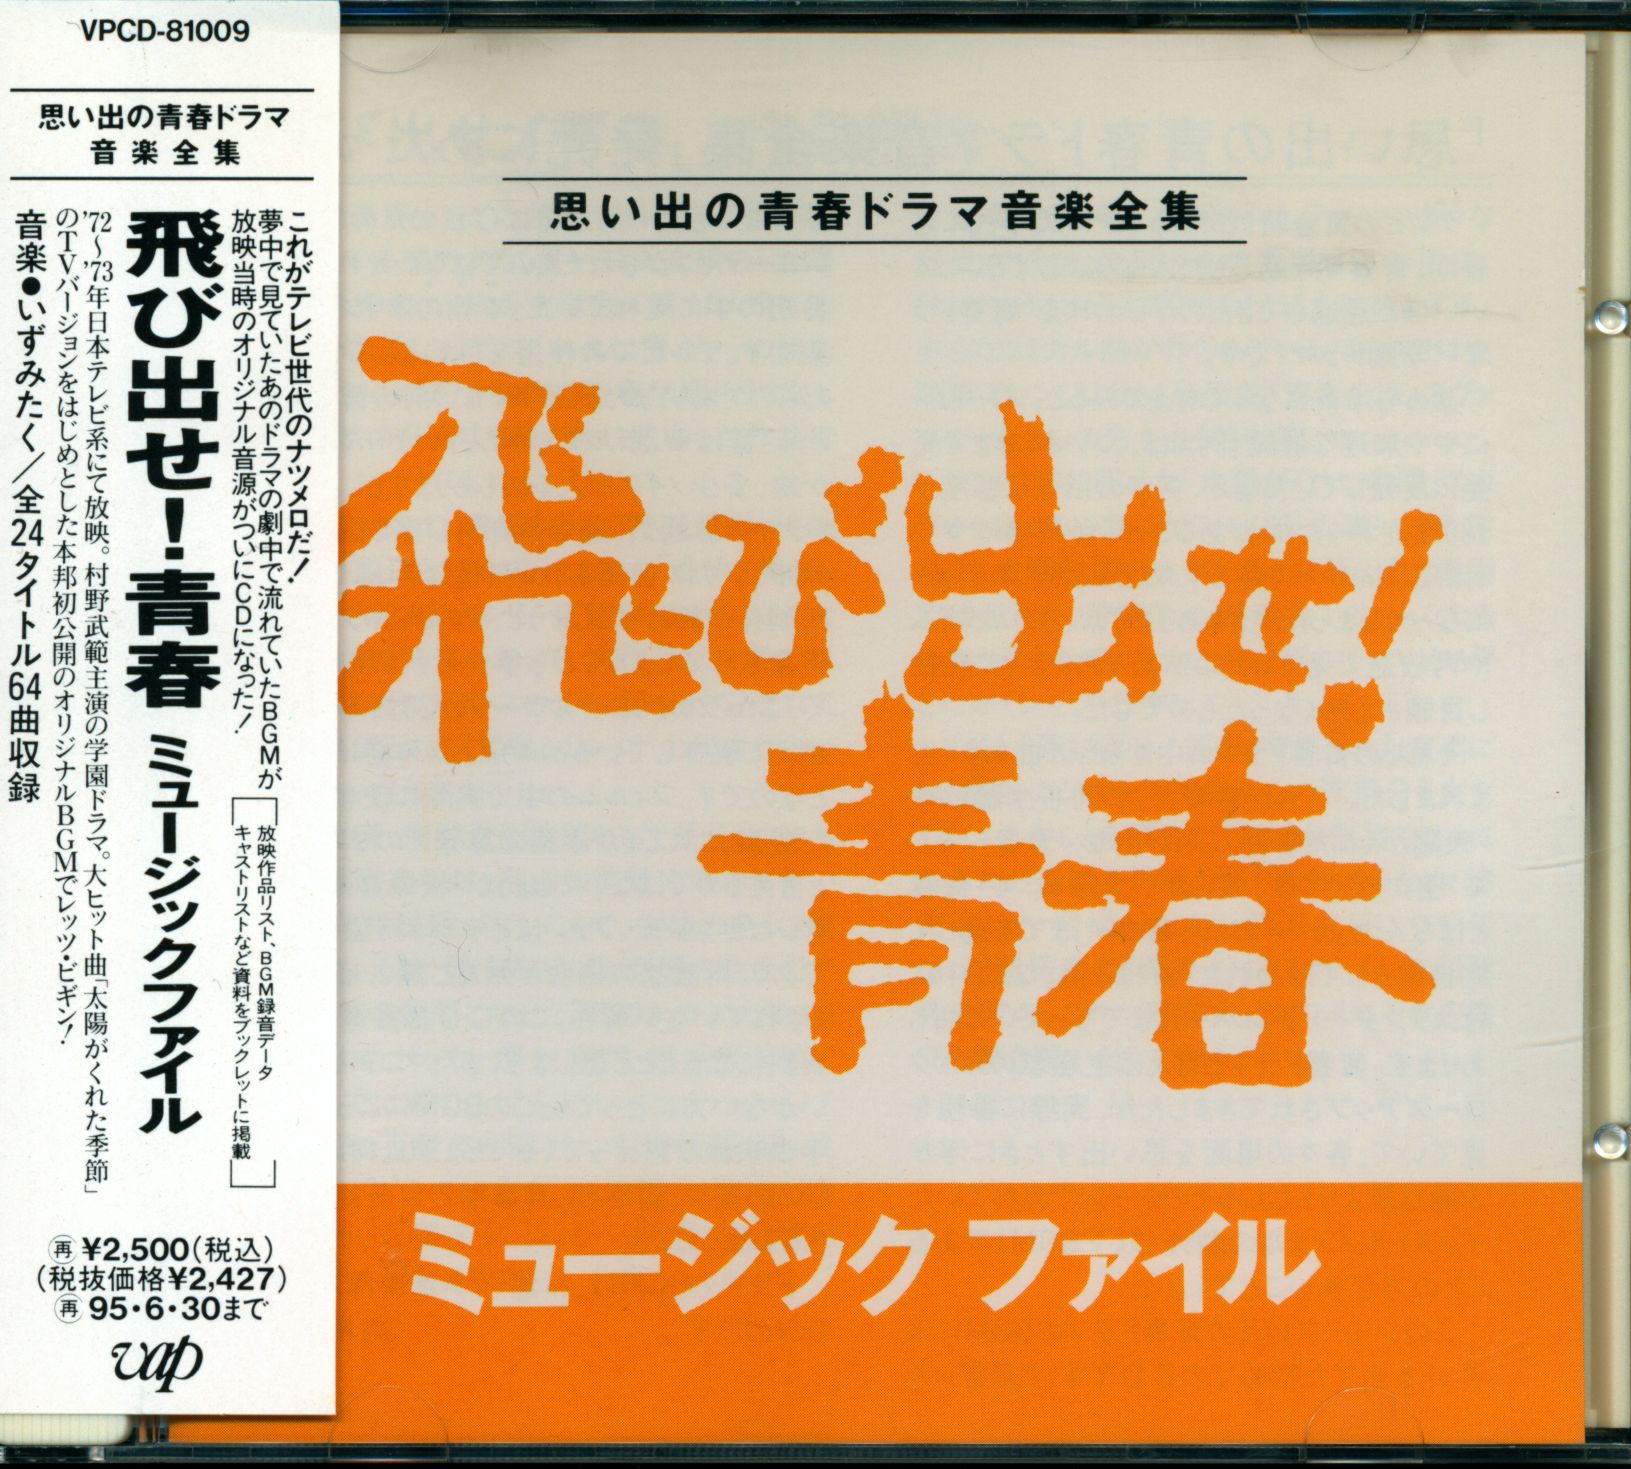 VPCD-81009
思い出の青春ドラマ
音楽全集
これがテレビ世代のナツメロだ!
夢中で見ていたあのドラマの劇中で流れていたBGMが
放映当時のオリジナル音源がついにCDになった!
放映作品リスト、BGM録音データ
キャストリストなど資料をブックレットに掲載
飛び出せ!青春 ミュージックファイル
'72〜'73年日本テレビ系にて放映。村野武範主演の学園ドラマ。大ヒット曲「太陽がくれた季節」
のTVバージョンをはじめとした本邦初公開のオリジナルBGMでレッツ・ビギン!
音楽●いずみたく/全24タイトル64曲収録
再 ¥2,500(税込)
(税抜価格¥2,427)
再 95・6・30まで
vap
思い出の青春ドラマ音楽全集
飛び出せ!
青春
ミュージック ファイル